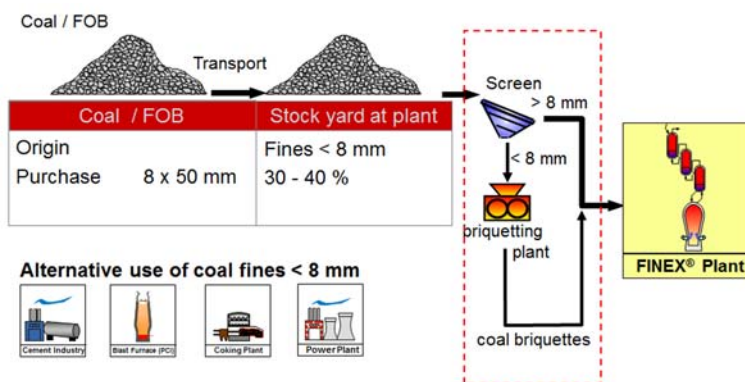 Coal / FOB
Transport
Coal / FOB
Stock yard at plant
Origin
Fines < 8 mm
Purchase 8 x 50 mm
30 - 40 %
Screen
> 8 mm
< 8 mm
briquetting
plant
coal briquettes
FINEX® Plant
Alternative use of coal fines < 8 mm
Cement Industry
Blast Furnace (PCI)
Coking Plant
Power Plant